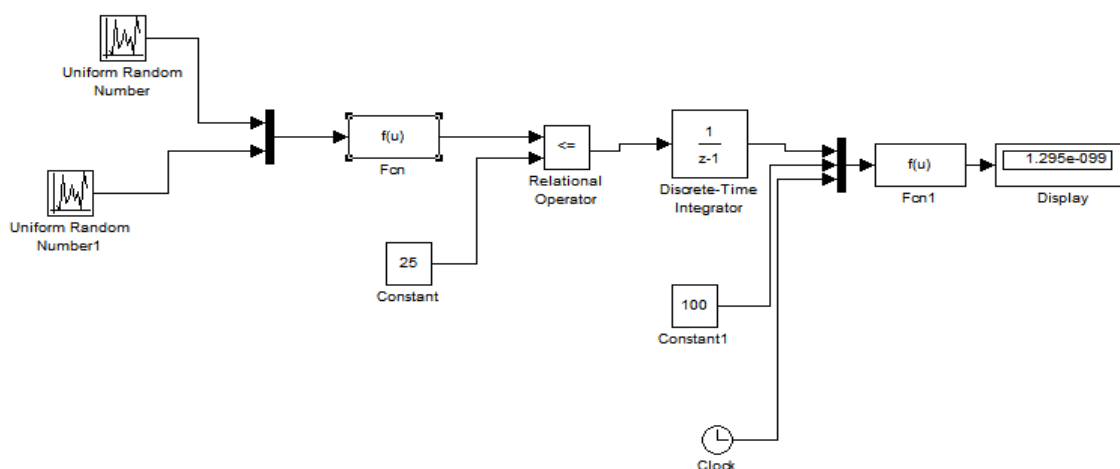 Uniform Random
Number
f(u)
Fcn
<=
Relational
Operator
1
z-1
Discrete-Time
Integrator
f(u)
Fcn1
1.295e-099
Display
Uniform Random
Number1
25
Constant
100
Constant1
Clock